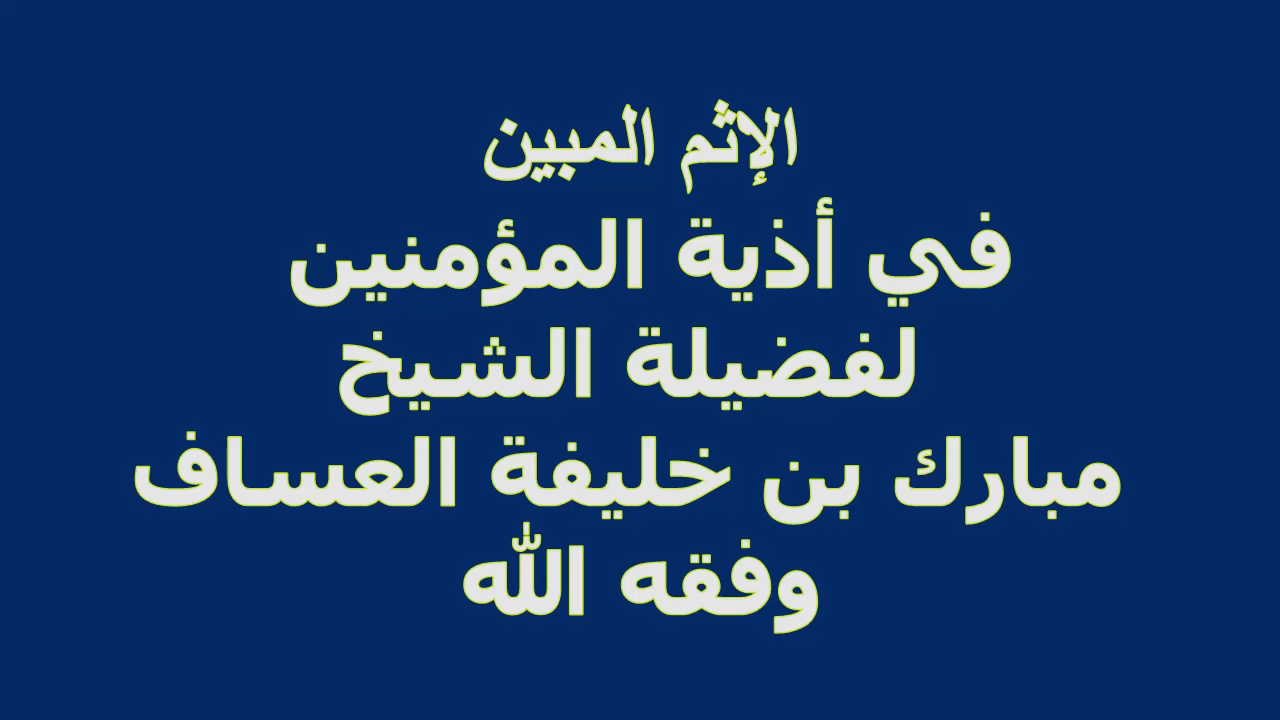 الإثم المبين
في أذية المؤمنين
لفضيلة الشيخ
مبارك بن خليفة العساف
وفقه الله